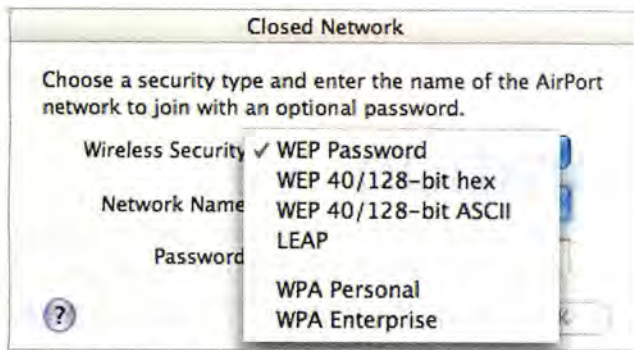 Closed Network
Choose a security type and enter the name of the AirPort
network to join with an optional password.
Wireless Security
✓ WEP Password
WEP 40/128-bit hex
Network Name
WEP 40/128-bit ASCII
LEAP
Password
WPA Personal
?
WPA Enterprise